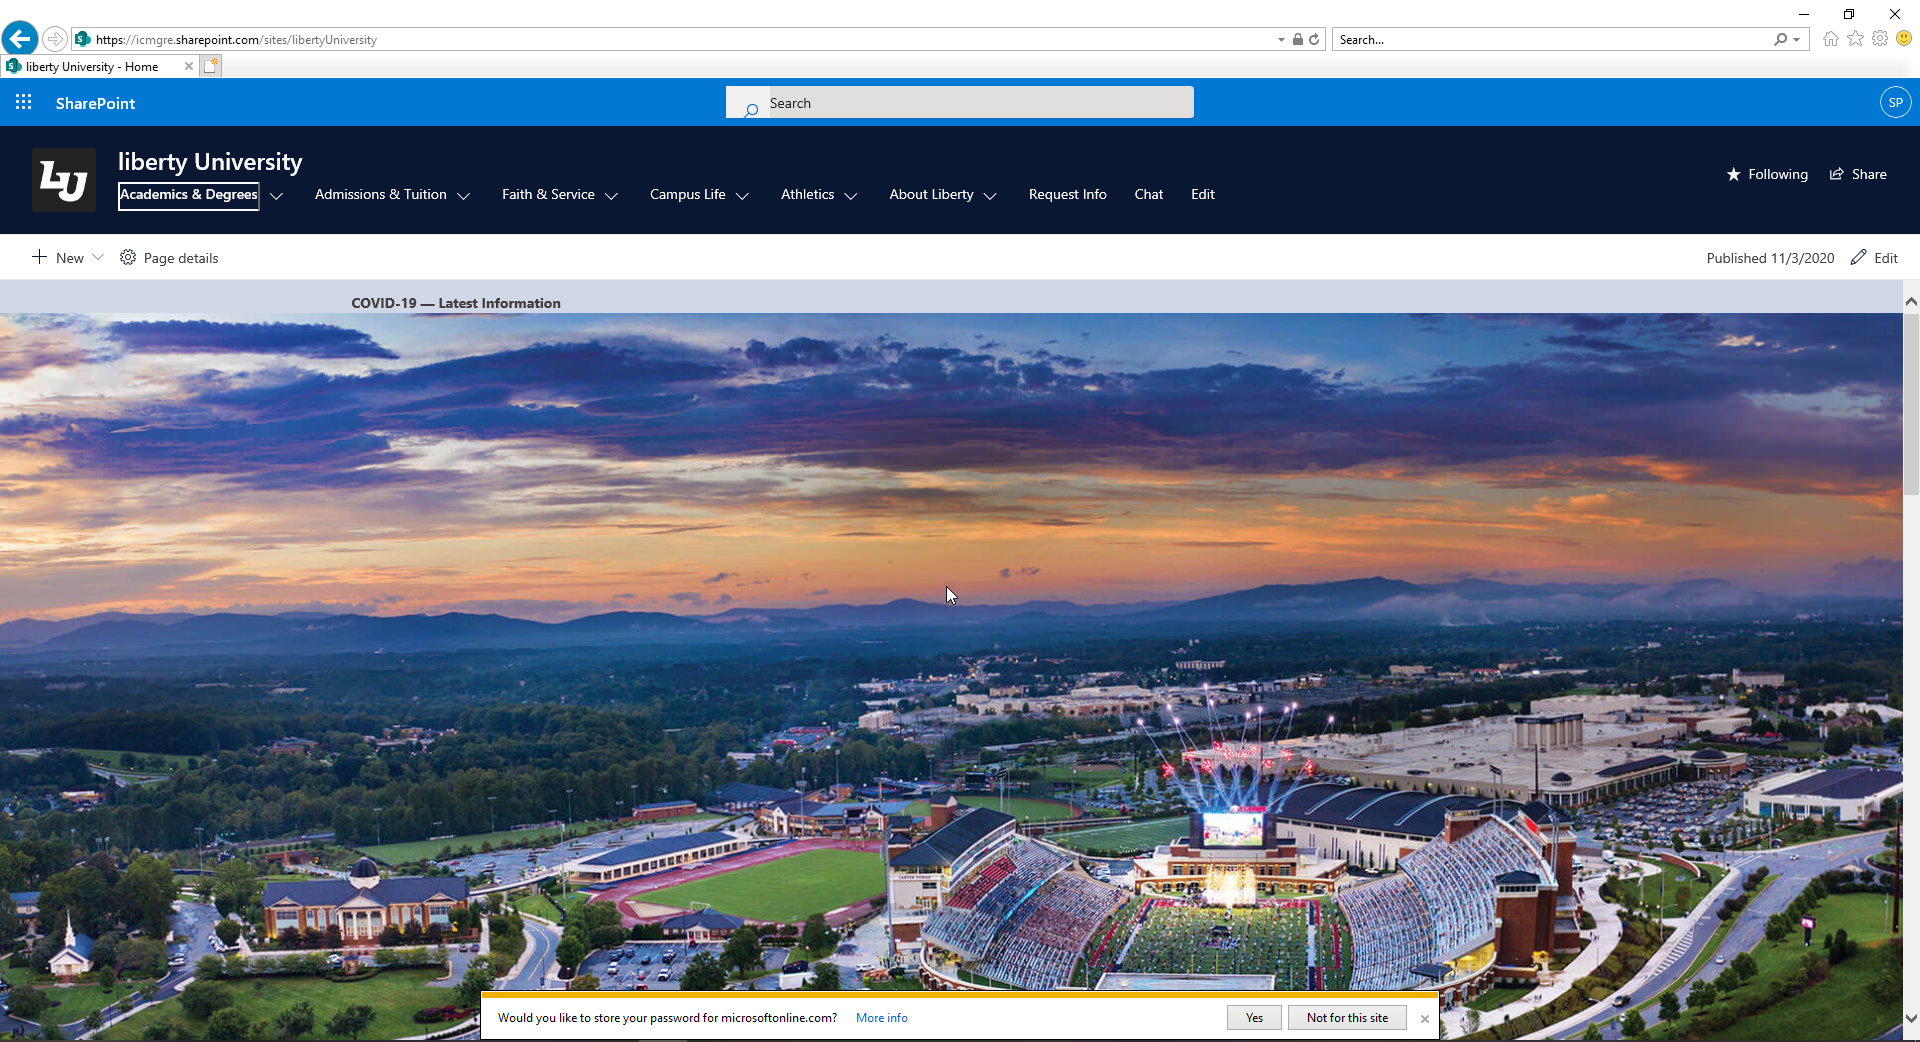 https://icmgre.sharepoint.com/sites/libertyUniversity
Search...
liberty University - Home
SharePoint
Search
SP
LU
liberty University
Academics & Degrees
Admissions & Tuition
Faith & Service
Campus Life
Athletics
About Liberty
Request Info
Chat
Edit
Following
Share
New
Page details
Published 11/3/2020
Edit
COVID-19 — Latest Information
Would you like to store your password for microsoftonline.com?
More info
Yes
Not for this site